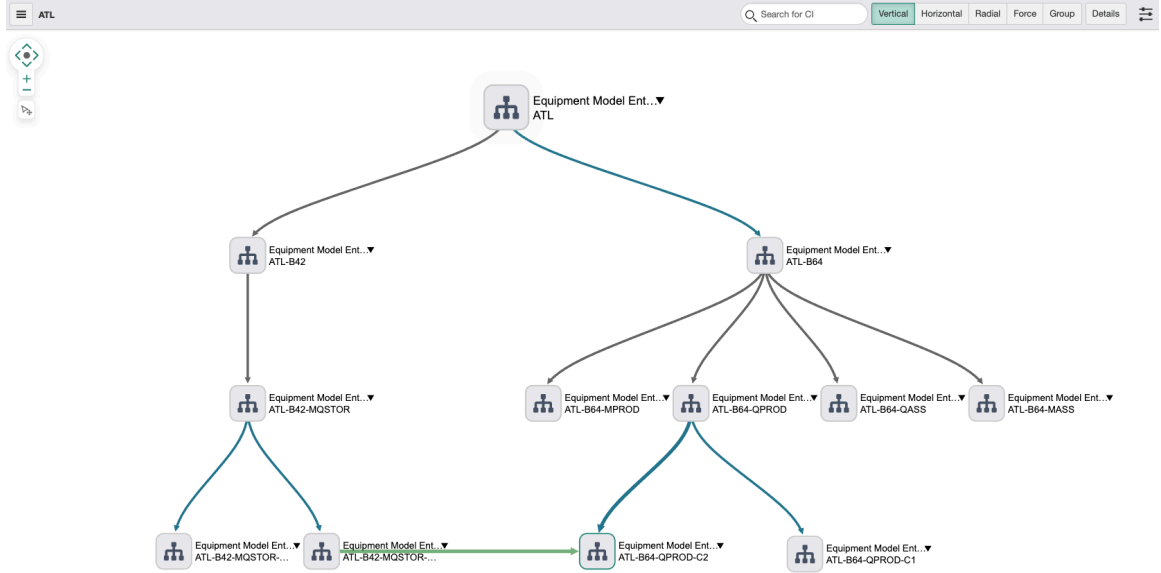 ATL
Search for CI
Vertical Horizontal Radial Force Group Details
Equipment Model Ent...▼
ATL
Equipment Model Ent...▼
ATL-B42
Equipment Model Ent...▼
ATL-B64
Equipment Model Ent...▼
ATL-B42-MQSTOR
Equipment Model Ent...▼
ATL-B64-MPROD
Equipment Model Ent...▼
ATL-B64-QPROD
Equipment Model Ent...▼
ATL-B64-QASS
Equipment Model Ent...▼
ATL-B64-MASS
Equipment Model Ent...▼
ATL-B42-MQSTOR-...
Equipment Model Ent...▼
ATL-B42-MQSTOR-...
Equipment Model Ent...▼
ATL-B64-QPROD-C2
Equipment Model Ent...▼
ATL-B64-QPROD-C1